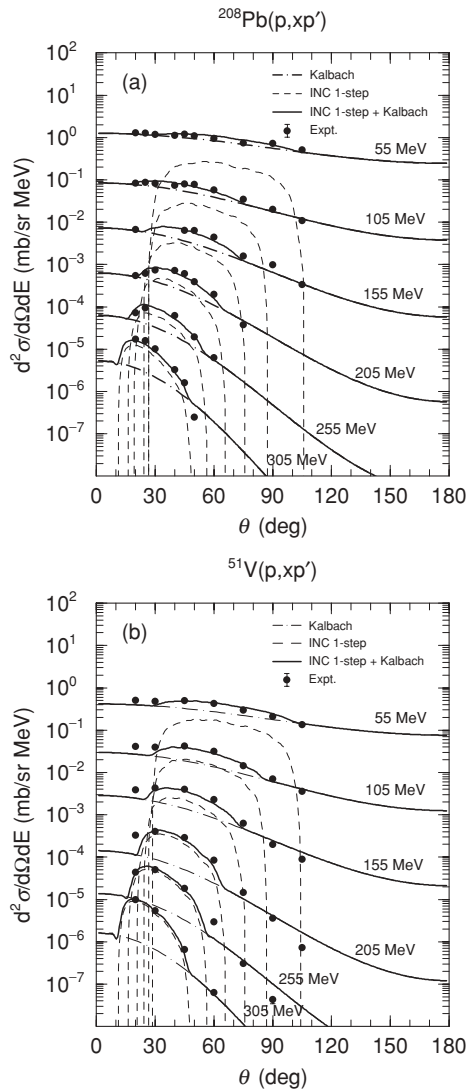 ²⁰⁸Pb(p,xp′)
(a)
Kalbach
INC 1-step
INC 1-step + Kalbach
Expt.
10²
10¹
10⁰
10⁻¹
10⁻²
10⁻³
10⁻⁴
10⁻⁵
10⁻⁶
10⁻⁷
d²σ/dΩdE (mb/sr MeV)
55 MeV
105 MeV
155 MeV
205 MeV
255 MeV
305 MeV
0 30 60 90 120 150 180
θ (deg)
⁵¹V(p,xp′)
(b)
Kalbach
INC 1-step
INC 1-step + Kalbach
Expt.
10²
10¹
10⁰
10⁻¹
10⁻²
10⁻³
10⁻⁴
10⁻⁵
10⁻⁶
10⁻⁷
d²σ/dΩdE (mb/sr MeV)
55 MeV
105 MeV
155 MeV
205 MeV
255 MeV
305 MeV
0 30 60 90 120 150 180
θ (deg)